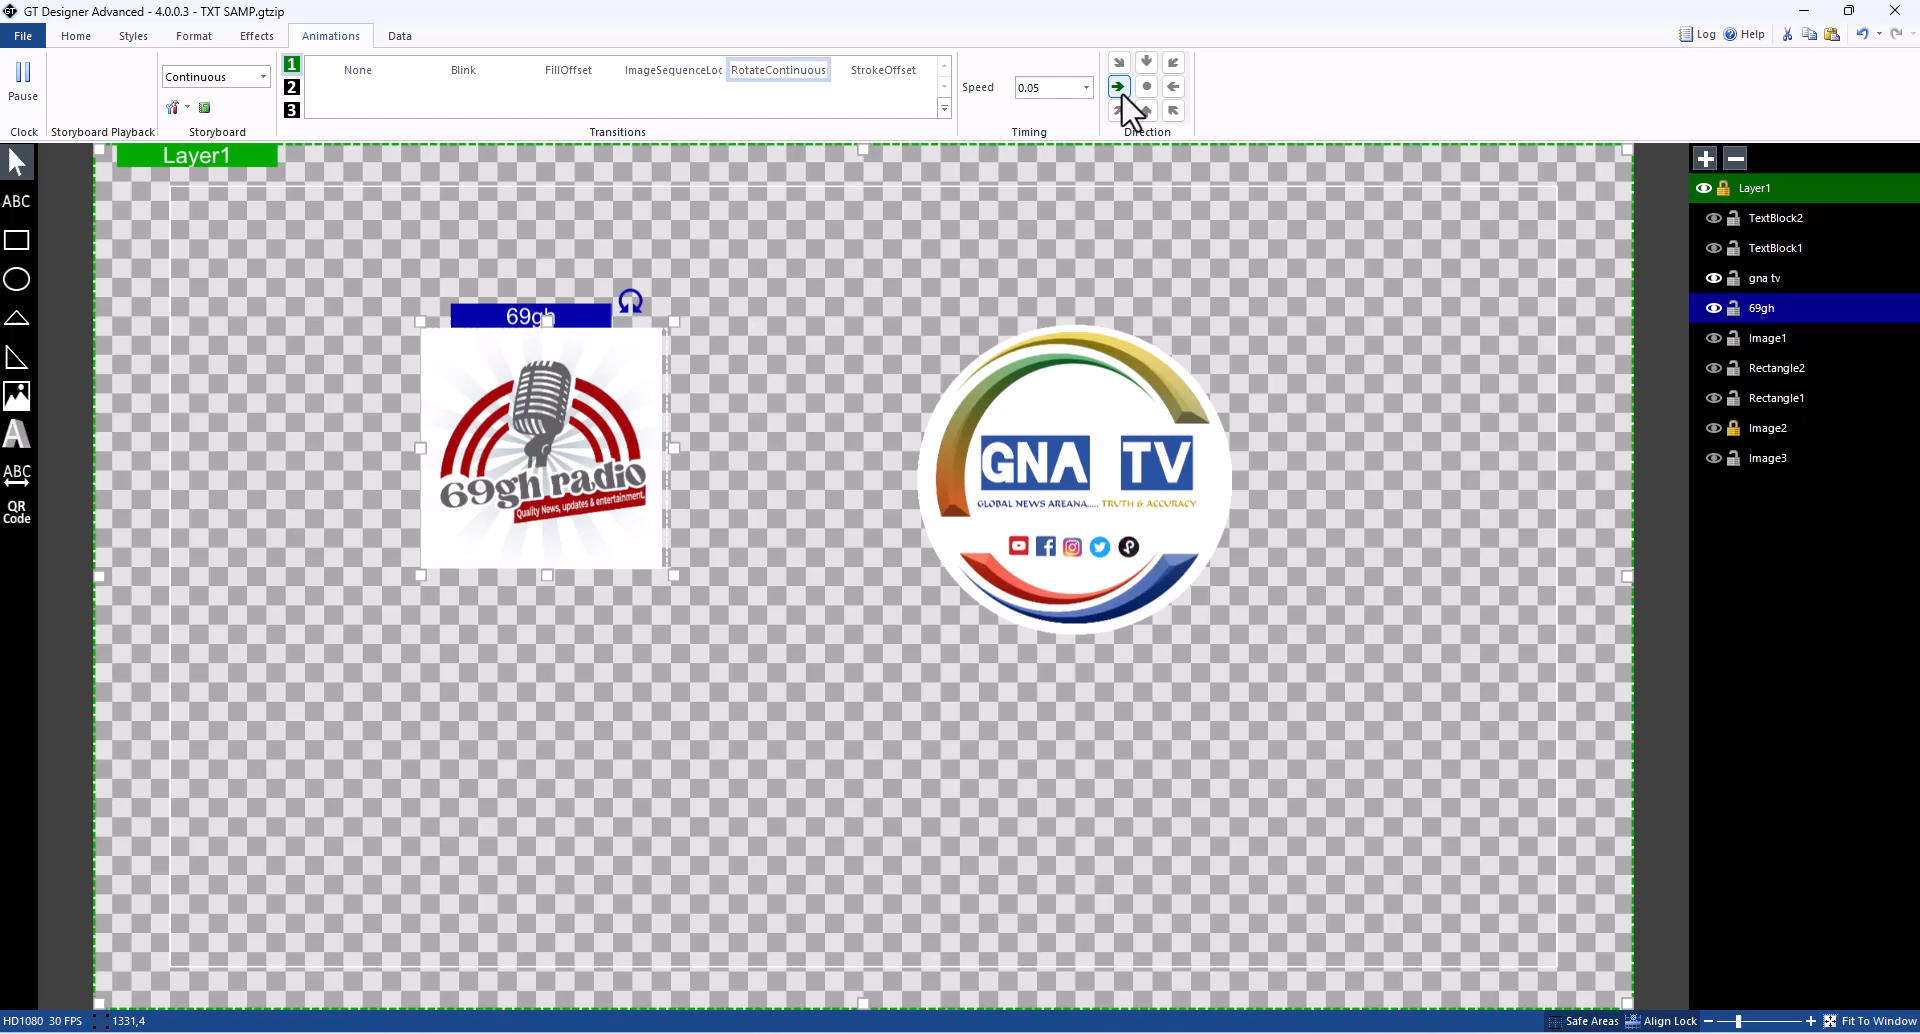 GT Designer Advanced - 4.0.0.3 - TXT SAMP.gtzip
File Home Styles Format Effects Animations Data Log Help
Pause
Clock
Storyboard Playback
Continuous
Storyboard
1
2
3
None Blink FillOffset ImageSequenceLoc RotateContinuous StrokeOffset
Transitions
Speed 0.05
Timing
Direction
ABC
ABC
QR
Code
Layer1
69gh
69gh radio
Quality News, updates & entertainment.
GNA TV
GLOBAL NEWS AREANA..... TRUTH & ACCURACY
Layer1
TextBlock2
TextBlock1
gna tv
69gh
Image1
Rectangle2
Rectangle1
Image2
Image3
HD1080 30 FPS 1331,4 Safe Areas Align Lock Fit To Window